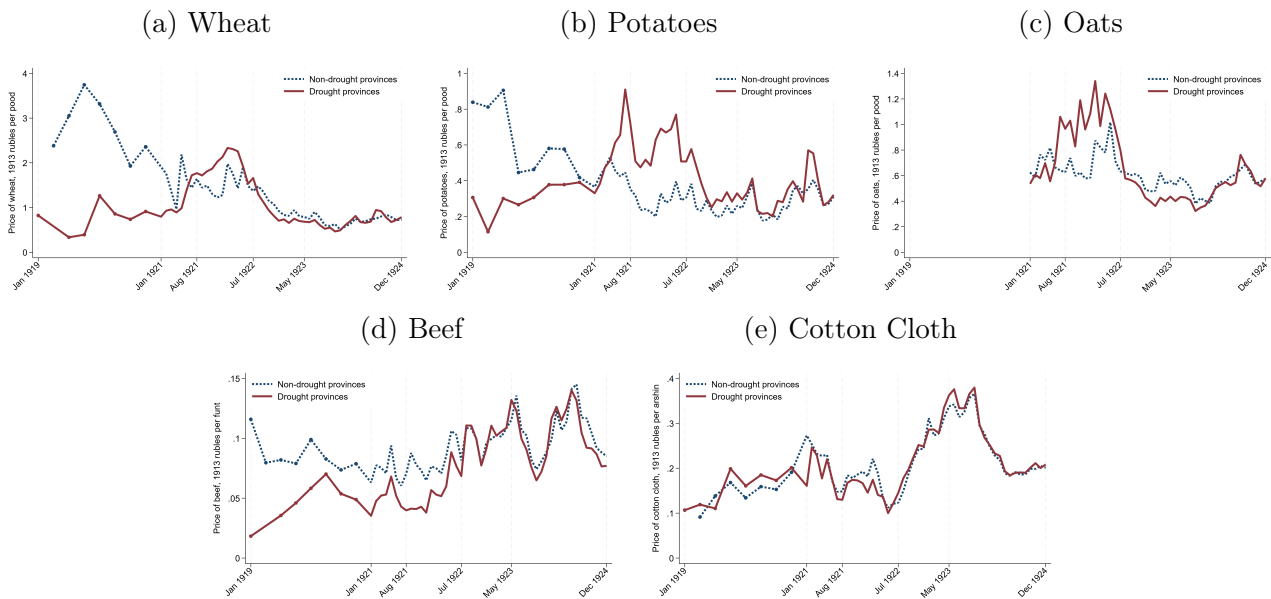 (a) Wheat
Price of wheat, 1913 rubles per pood
4
3
2
1
0
Non-drought provinces
Drought provinces
Jan 1919
Jan 1921
Aug 1921
Jul 1922
May 1923
Dec 1924
(b) Potatoes
Price of potatoes, 1913 rubles per pood
1
.8
.6
.4
.2
0
Non-drought provinces
Drought provinces
Jan 1919
Jan 1921
Aug 1921
Jul 1922
May 1923
Dec 1924
(c) Oats
Price of oats, 1913 rubles per pood
1.4
1.2
1.0
.8
.6
.4
.2
0
Non-drought provinces
Drought provinces
Jan 1919
Jan 1921
Aug 1921
Jul 1922
May 1923
Dec 1924
(d) Beef
Price of beef, 1913 rubles per funt
.15
.1
.05
0
Non-drought provinces
Drought provinces
Jan 1919
Jan 1921
Aug 1921
Jul 1922
May 1923
Dec 1924
(e) Cotton Cloth
Price of cotton cloth, 1913 rubles per arshin
.4
.3
.2
.1
0
Non-drought provinces
Drought provinces
Jan 1919
Jan 1921
Aug 1921
Jul 1922
May 1923
Dec 1924